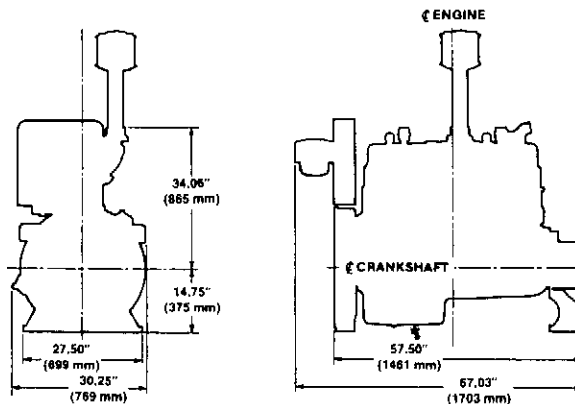 ℄ ENGINE
34.06"
(865 mm)
℄ CRANKSHAFT
14.75"
(375 mm)
27.50"
(699 mm)
30.25"
(769 mm)
57.50"
(1461 mm)
67.03"
(1703 mm)